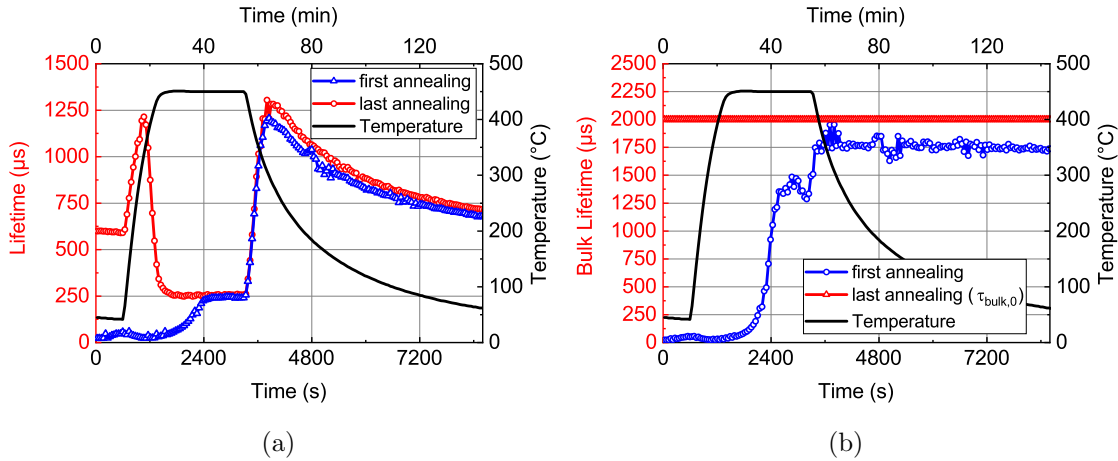 Time (min)
0 40 80 120
1500 1250 1000 750 500 250 0
Lifetime (μs)
first annealing
last annealing
Temperature
500 400 300 200 100 0
Temperature (°C)
0 2400 4800 7200
Time (s)
(a)
Time (min)
0 40 80 120
2500 2250 2000 1750 1500 1250 1000 750 500 250 0
Bulk Lifetime (μs)
first annealing
last annealing (τbulk,0)
Temperature
500 400 300 200 100 0
Temperature (°C)
0 2400 4800 7200
Time (s)
(b)